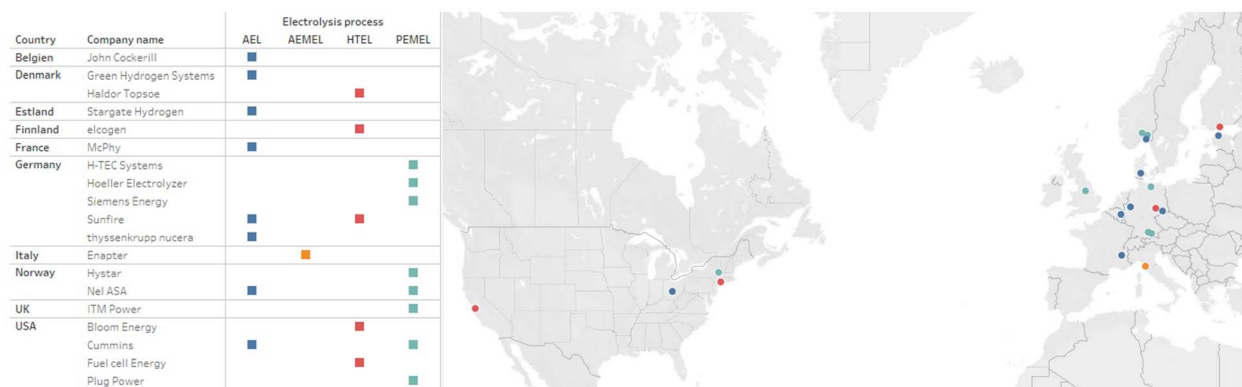 Electrolysis process
Country Company name AEL AEMEL HTEL PEMEL
Belgien John Cockerill
Denmark Green Hydrogen Systems
Haldor Topsoe
Estland Stargate Hydrogen
Finnland elcogen
France McPhy
Germany H-TEC Systems
Hoeller Electrolyzer
Siemens Energy
Sunfire
thyssenkrupp nucera
Italy Enapter
Norway Hystar
Nel ASA
UK ITM Power
USA Bloom Energy
Cummins
Fuel cell Energy
Plug Power